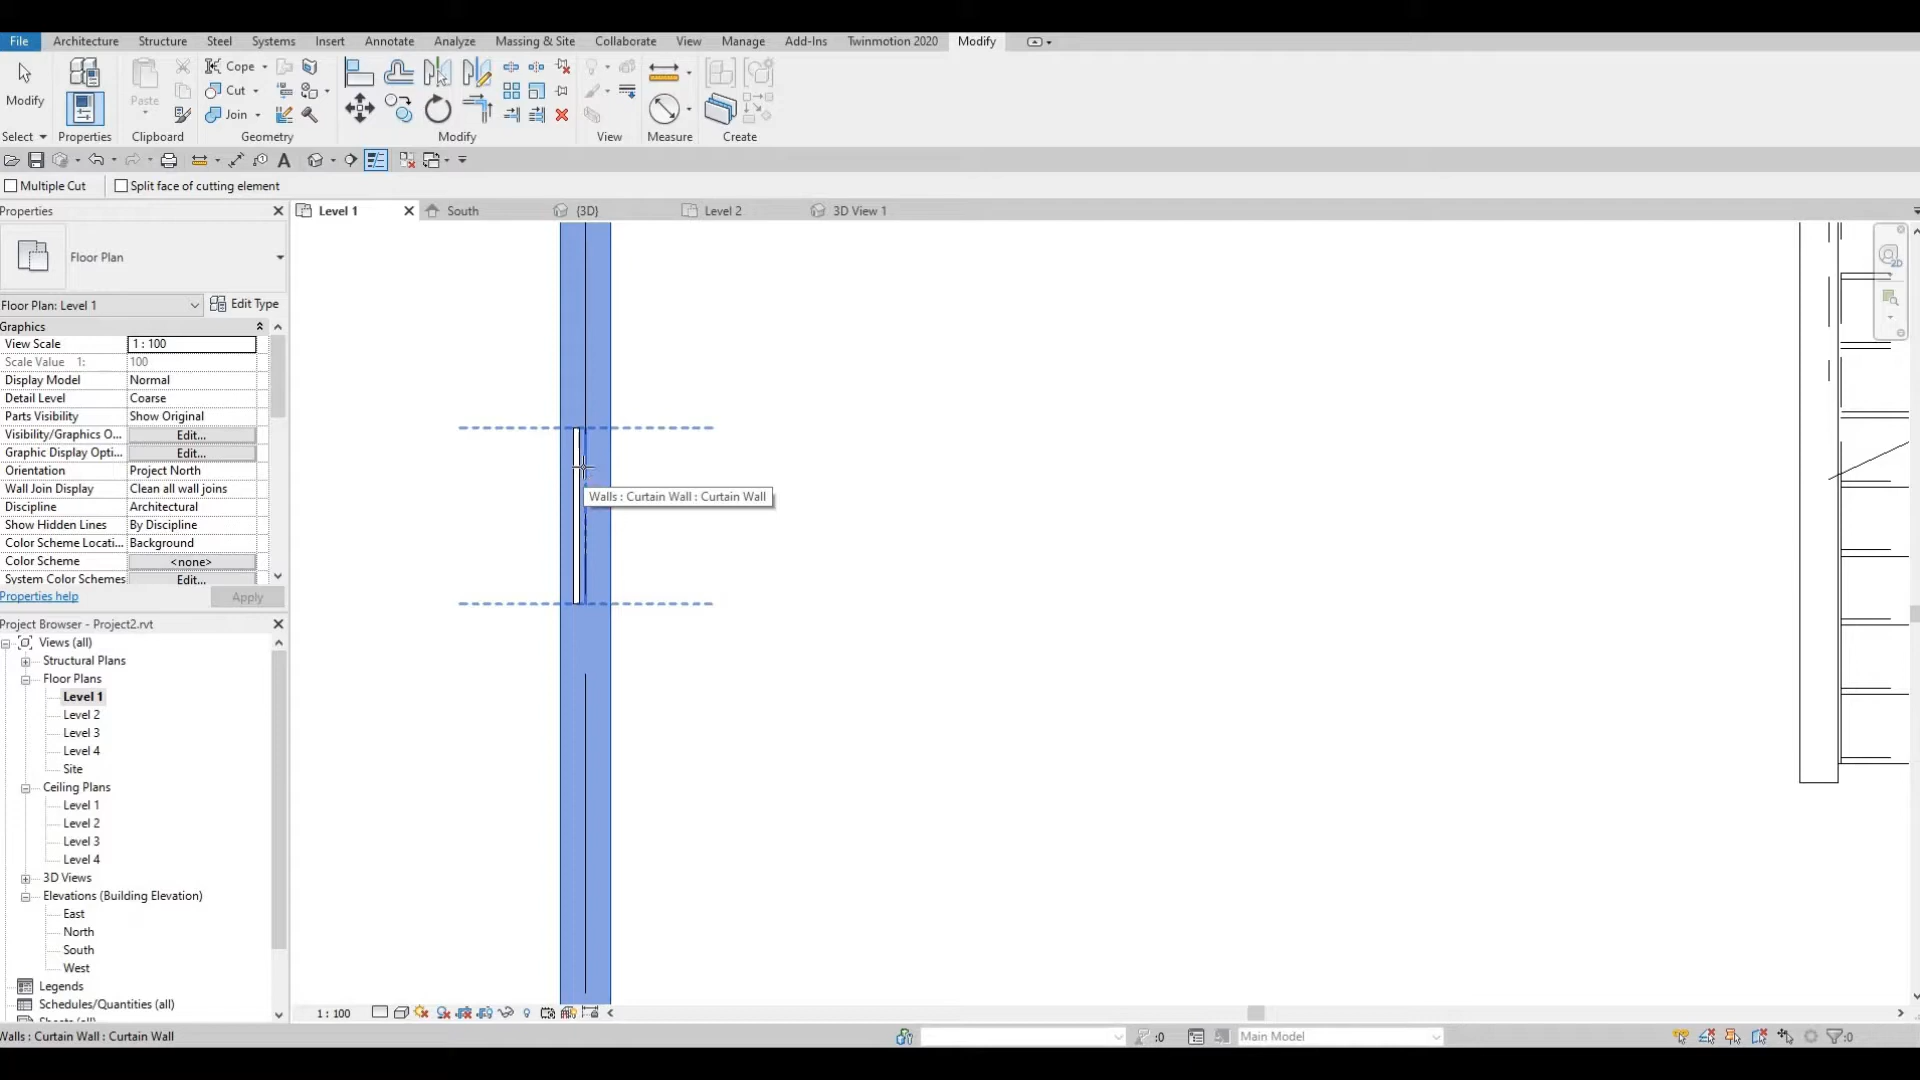 File Architecture Structure Steel Systems Insert Annotate Analyze Massing & Site Collaborate View Manage Add-Ins Twinmotion 2020 Modify
Modify
Paste
Cope
Cut
Join
Select Properties Clipboard Geometry Modify View Measure Create
A
Multiple Cut Split face of cutting element
Properties
Level 1 South {3D} Level 2 3D View 1
Floor Plan
2D
Floor Plan: Level 1 Edit Type
Graphics
View Scale 1 : 100
Scale Value 1: 100
Display Model Normal
Detail Level Coarse
Parts Visibility Show Original
Visibility/Graphics O... Edit...
Graphic Display Opti... Edit...
Orientation Project North
Wall Join Display Clean all wall joins
Discipline Architectural
Show Hidden Lines By Discipline
Color Scheme Locati... Background
Color Scheme <none>
System Color Schemes Edit...
Properties help Apply
Walls : Curtain Wall : Curtain Wall
Project Browser - Project2.rvt
Views (all)
Structural Plans
Floor Plans
Level 1
Level 2
Level 3
Level 4
Site
Ceiling Plans
Level 1
Level 2
Level 3
Level 4
3D Views
Elevations (Building Elevation)
East
North
South
West
Legends
Schedules/Quantities (all)
1 : 100
Walls : Curtain Wall : Curtain Wall :0 Main Model :0